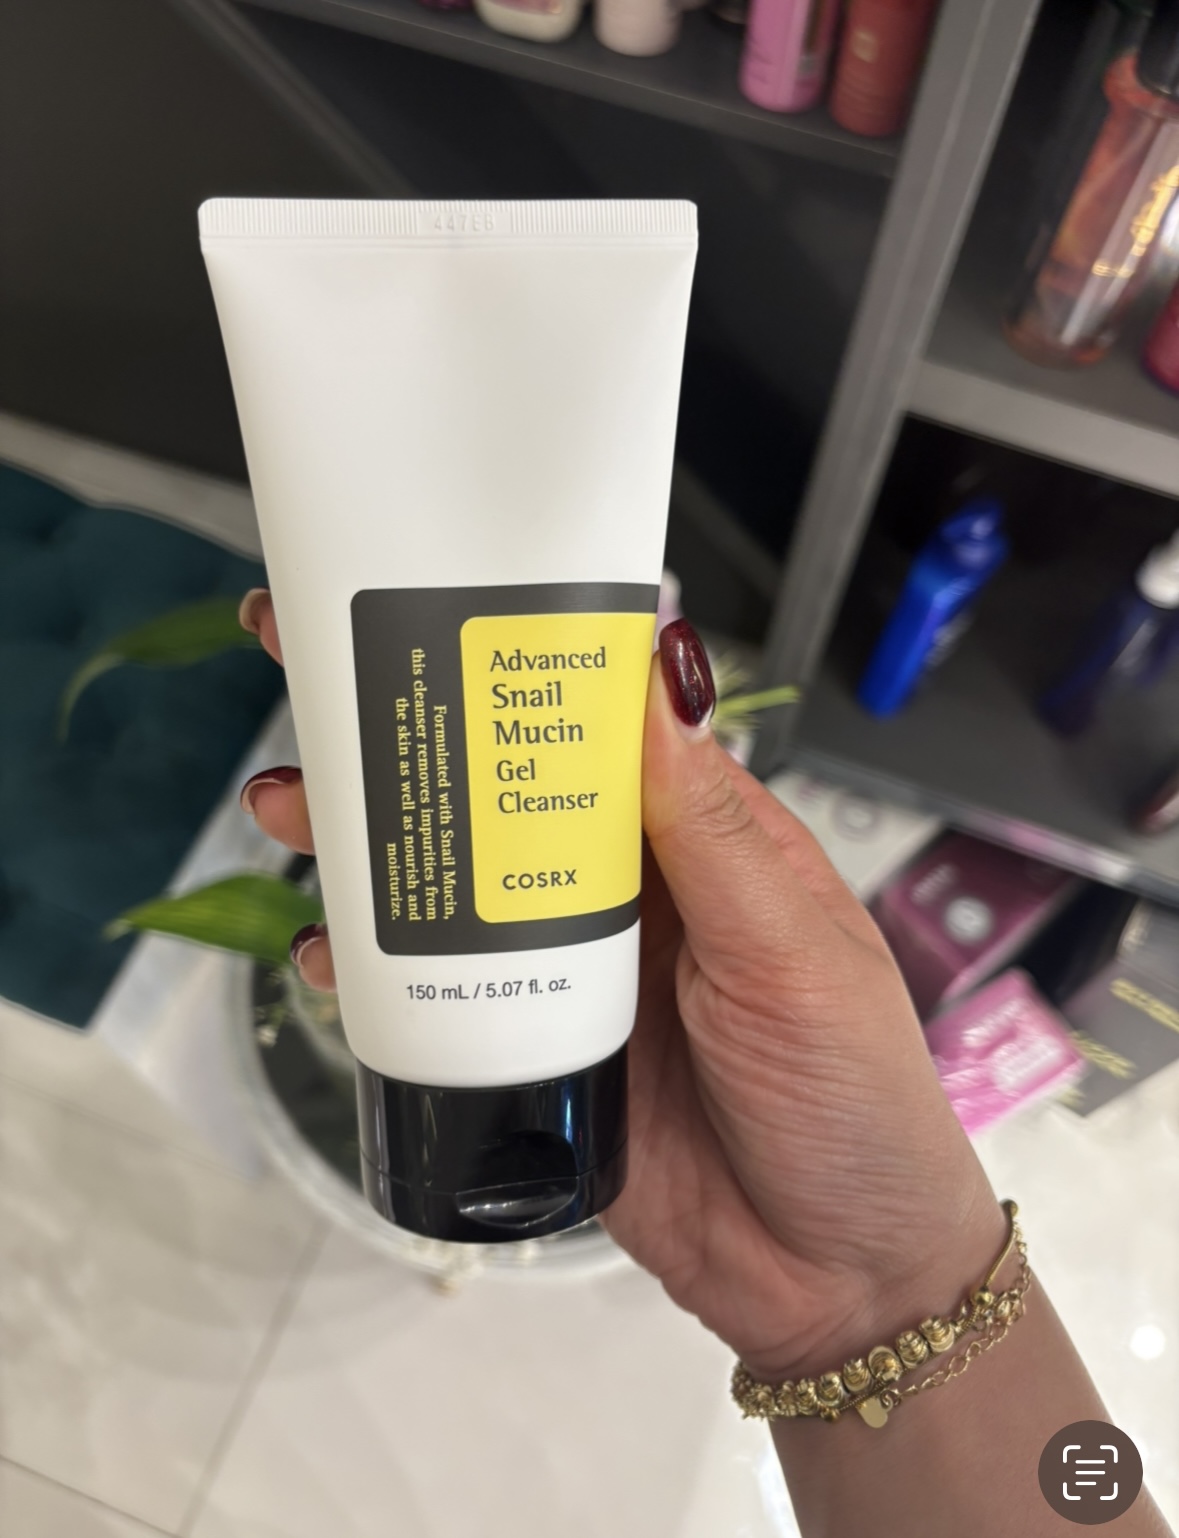 447E8
Advanced
Snail
Mucin
Gel
Cleanser
COSRX
Formulated with Snail Mucin,
this cleanser removes impurities from
the skin as well as nourish and
moisturize.
150 mL / 5.07 fl. oz.